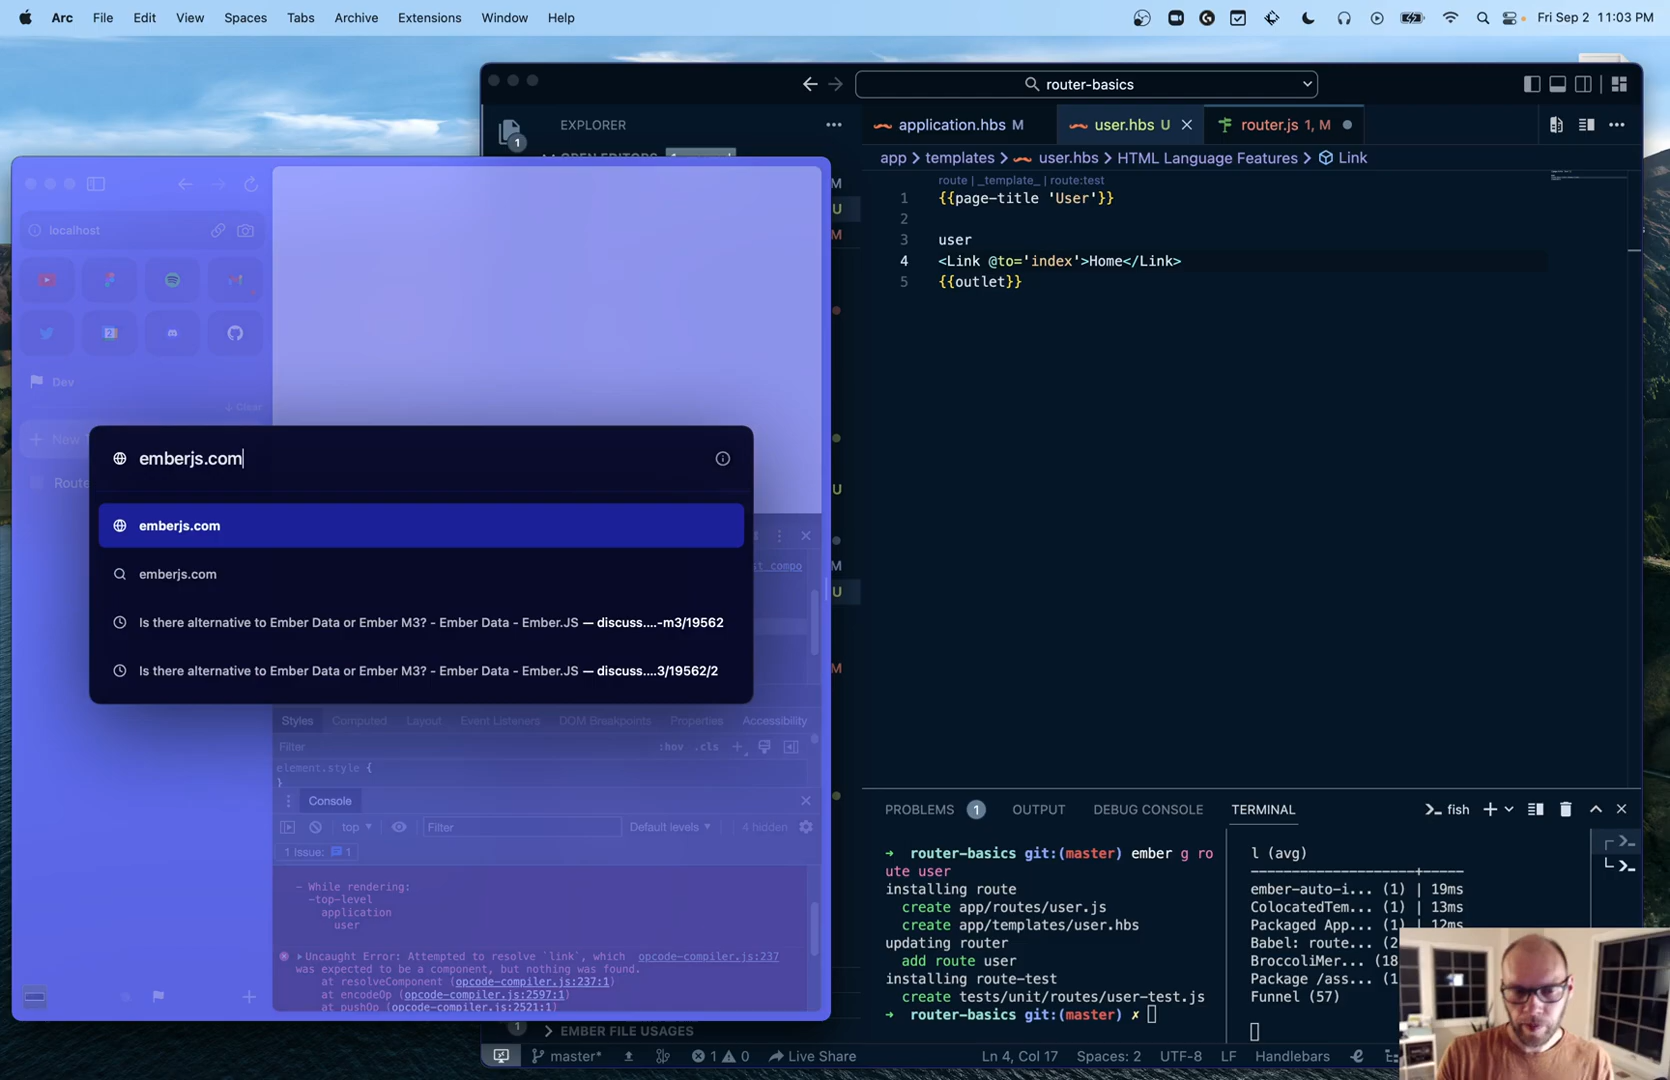 Arc File Edit View Spaces Tabs Archive Extensions Window Help Fri Sep 2 11:03 PM
router-basics
EXPLORER
1
application.hbs M
user.hbs U
router.js 1, M
app templates user.hbs HTML Language Features Link
route | _template_ | route:test
1 {{page-title 'User'}}
2
3 user
4 <Link @to='index'>Home</Link>
5 {{outlet}}
localhost
Dev
Clear
New T
Route
emberjs.com
emberjs.com
emberjs.com
Is there alternative to Ember Data or Ember M3? - Ember Data - Ember.JS — discuss....-m3/19562
Is there alternative to Ember Data or Ember M3? - Ember Data - Ember.JS — discuss....3/19562/2
Styles Computed Layout Event Listeners DOM Breakpoints Properties Accessibility
Filter :hov .cls
element.style {
}
Console
top Filter Default levels 4 hidden
1 Issue: 1
- While rendering:
-top-level
application
user
Uncaught Error: Attempted to resolve `link`, which opcode-compiler.js:237
was expected to be a component, but nothing was found.
at resolveComponent (opcode-compiler.js:237:1)
at encodeOp (opcode-compiler.js:2597:1)
at pushOp (opcode-compiler.js:2521:1)
PROBLEMS 1 OUTPUT DEBUG CONSOLE TERMINAL fish
→ router-basics git:(master) ember g ro
ute user
installing route
create app/routes/user.js
create app/templates/user.hbs
updating router
add route user
installing route-test
create tests/unit/routes/user-test.js
→ router-basics git:(master) ✗
l (avg)
--------------------+-----
ember-auto-i... (1) | 19ms
ColocatedTem... (1) | 13ms
Packaged App... (1) | 12ms
Babel: route... (2
BroccoliMer... (18
Package /ass... (1
Funnel (57)
1 EMBER FILE USAGES
master* 1 0 Live Share Ln 4, Col 17 Spaces: 2 UTF-8 LF Handlebars